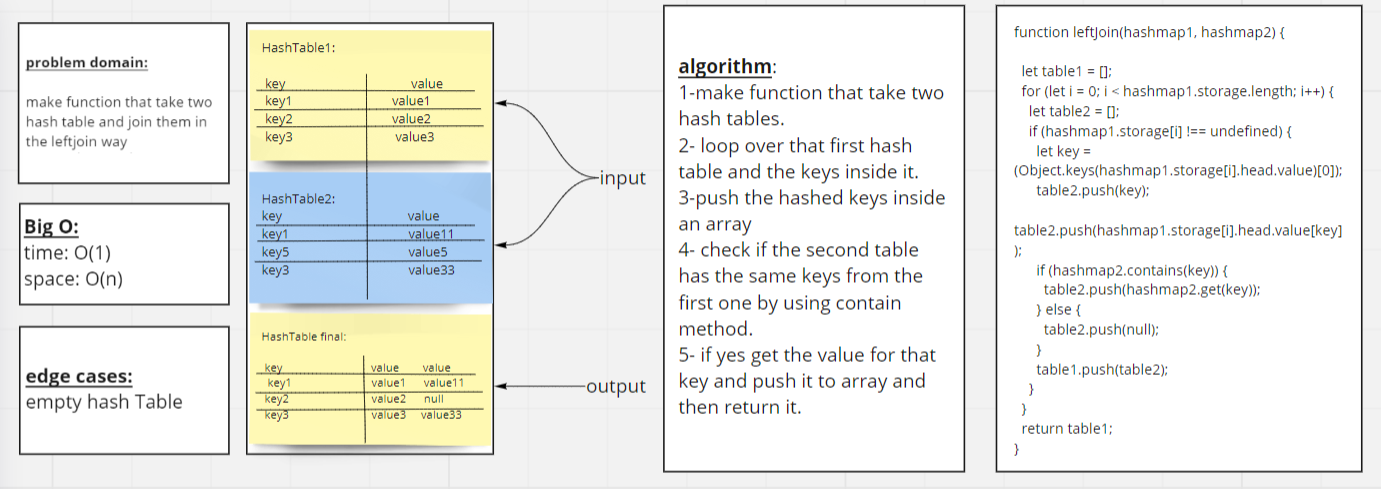 problem domain:
make function that take two
hash table and join them in
the leftjoin way
Big O:
time: O(1)
space: O(n)
edge cases:
empty hash Table
HashTable1:
key value
key1 value1
key2 value2
key3 value3
HashTable2:
key value
key1 value11
key5 value5
key3 value33
HashTable final:
key value value
key1 value1 value11
key2 value2 null
key3 value3 value33
input
output
algorithm:
1-make function that take two
hash tables.
2- loop over that first hash
table and the keys inside it.
3-push the hashed keys inside
an array
4- check if the second table
has the same keys from the
first one by using contain
method.
5- if yes get the value for that
key and push it to array and
then return it.
function leftJoin(hashmap1, hashmap2) {
let table1 = [];
for (let i = 0; i < hashmap1.storage.length; i++) {
let table2 = [];
if (hashmap1.storage[i] !== undefined) {
let key =
(Object.keys(hashmap1.storage[i].head.value)[0]);
table2.push(key);
table2.push(hashmap1.storage[i].head.value[key]
);
if (hashmap2.contains(key)) {
table2.push(hashmap2.get(key));
} else {
table2.push(null);
}
table1.push(table2);
}
}
return table1;
}